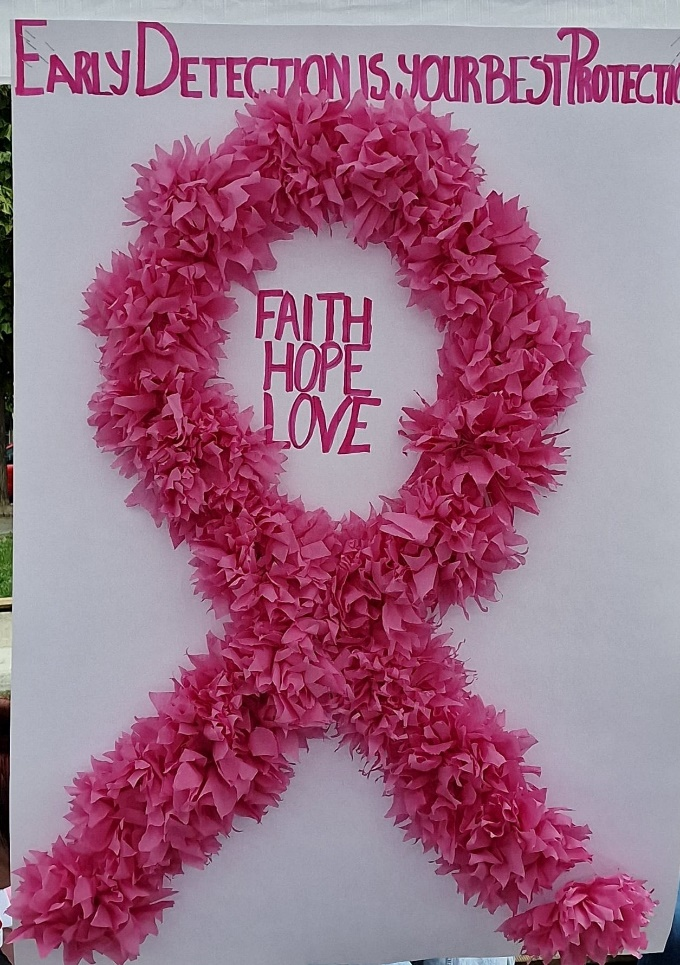 EARLY DETECTION IS YOUR BEST PROTECTIO
FAITH
HOPE
LOVE